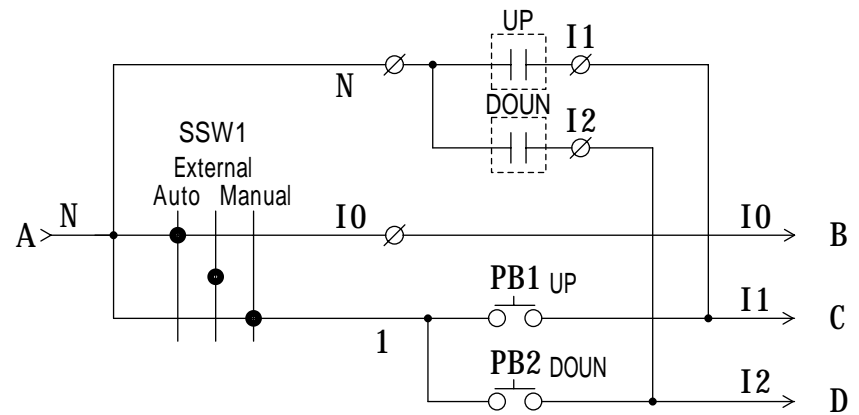 UP
I1
N
DOUN
I2
SSW1
External
Auto Manual
A N I0 I0 B
PB1 UP I1 C
1
PB2 DOUN I2 D